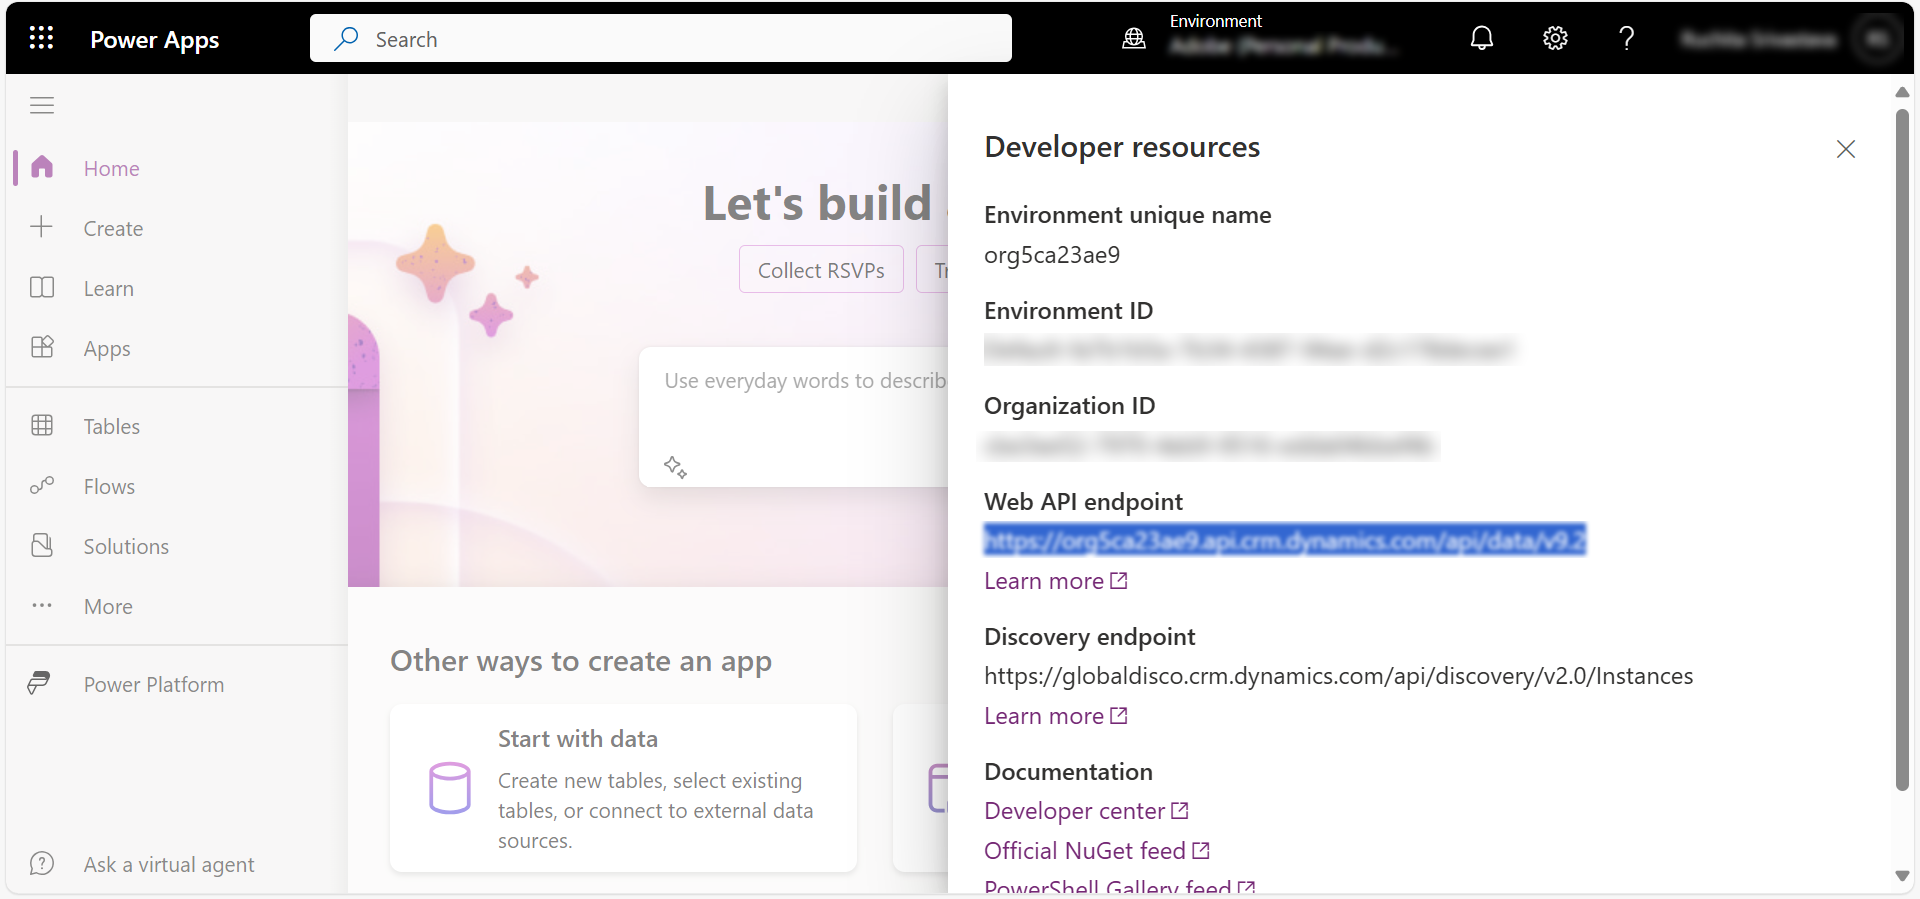 Power Apps
Search
Environment
Home
Create
Learn
Apps
Tables
Flows
Solutions
More
Power Platform
Ask a virtual agent
Let's build
Collect RSVPs
Tr
Use everyday words to describe
Other ways to create an app
Start with data
Create new tables, select existing
tables, or connect to external data
sources.
Developer resources
Environment unique name
org5ca23ae9
Environment ID
Organization ID
Web API endpoint
https://org5ca23ae9.api.crm.dynamics.com/api/data/v9.2
Learn more
Discovery endpoint
https://globaldisco.crm.dynamics.com/api/discovery/v2.0/Instances
Learn more
Documentation
Developer center
Official NuGet feed
PowerShell Gallery feed